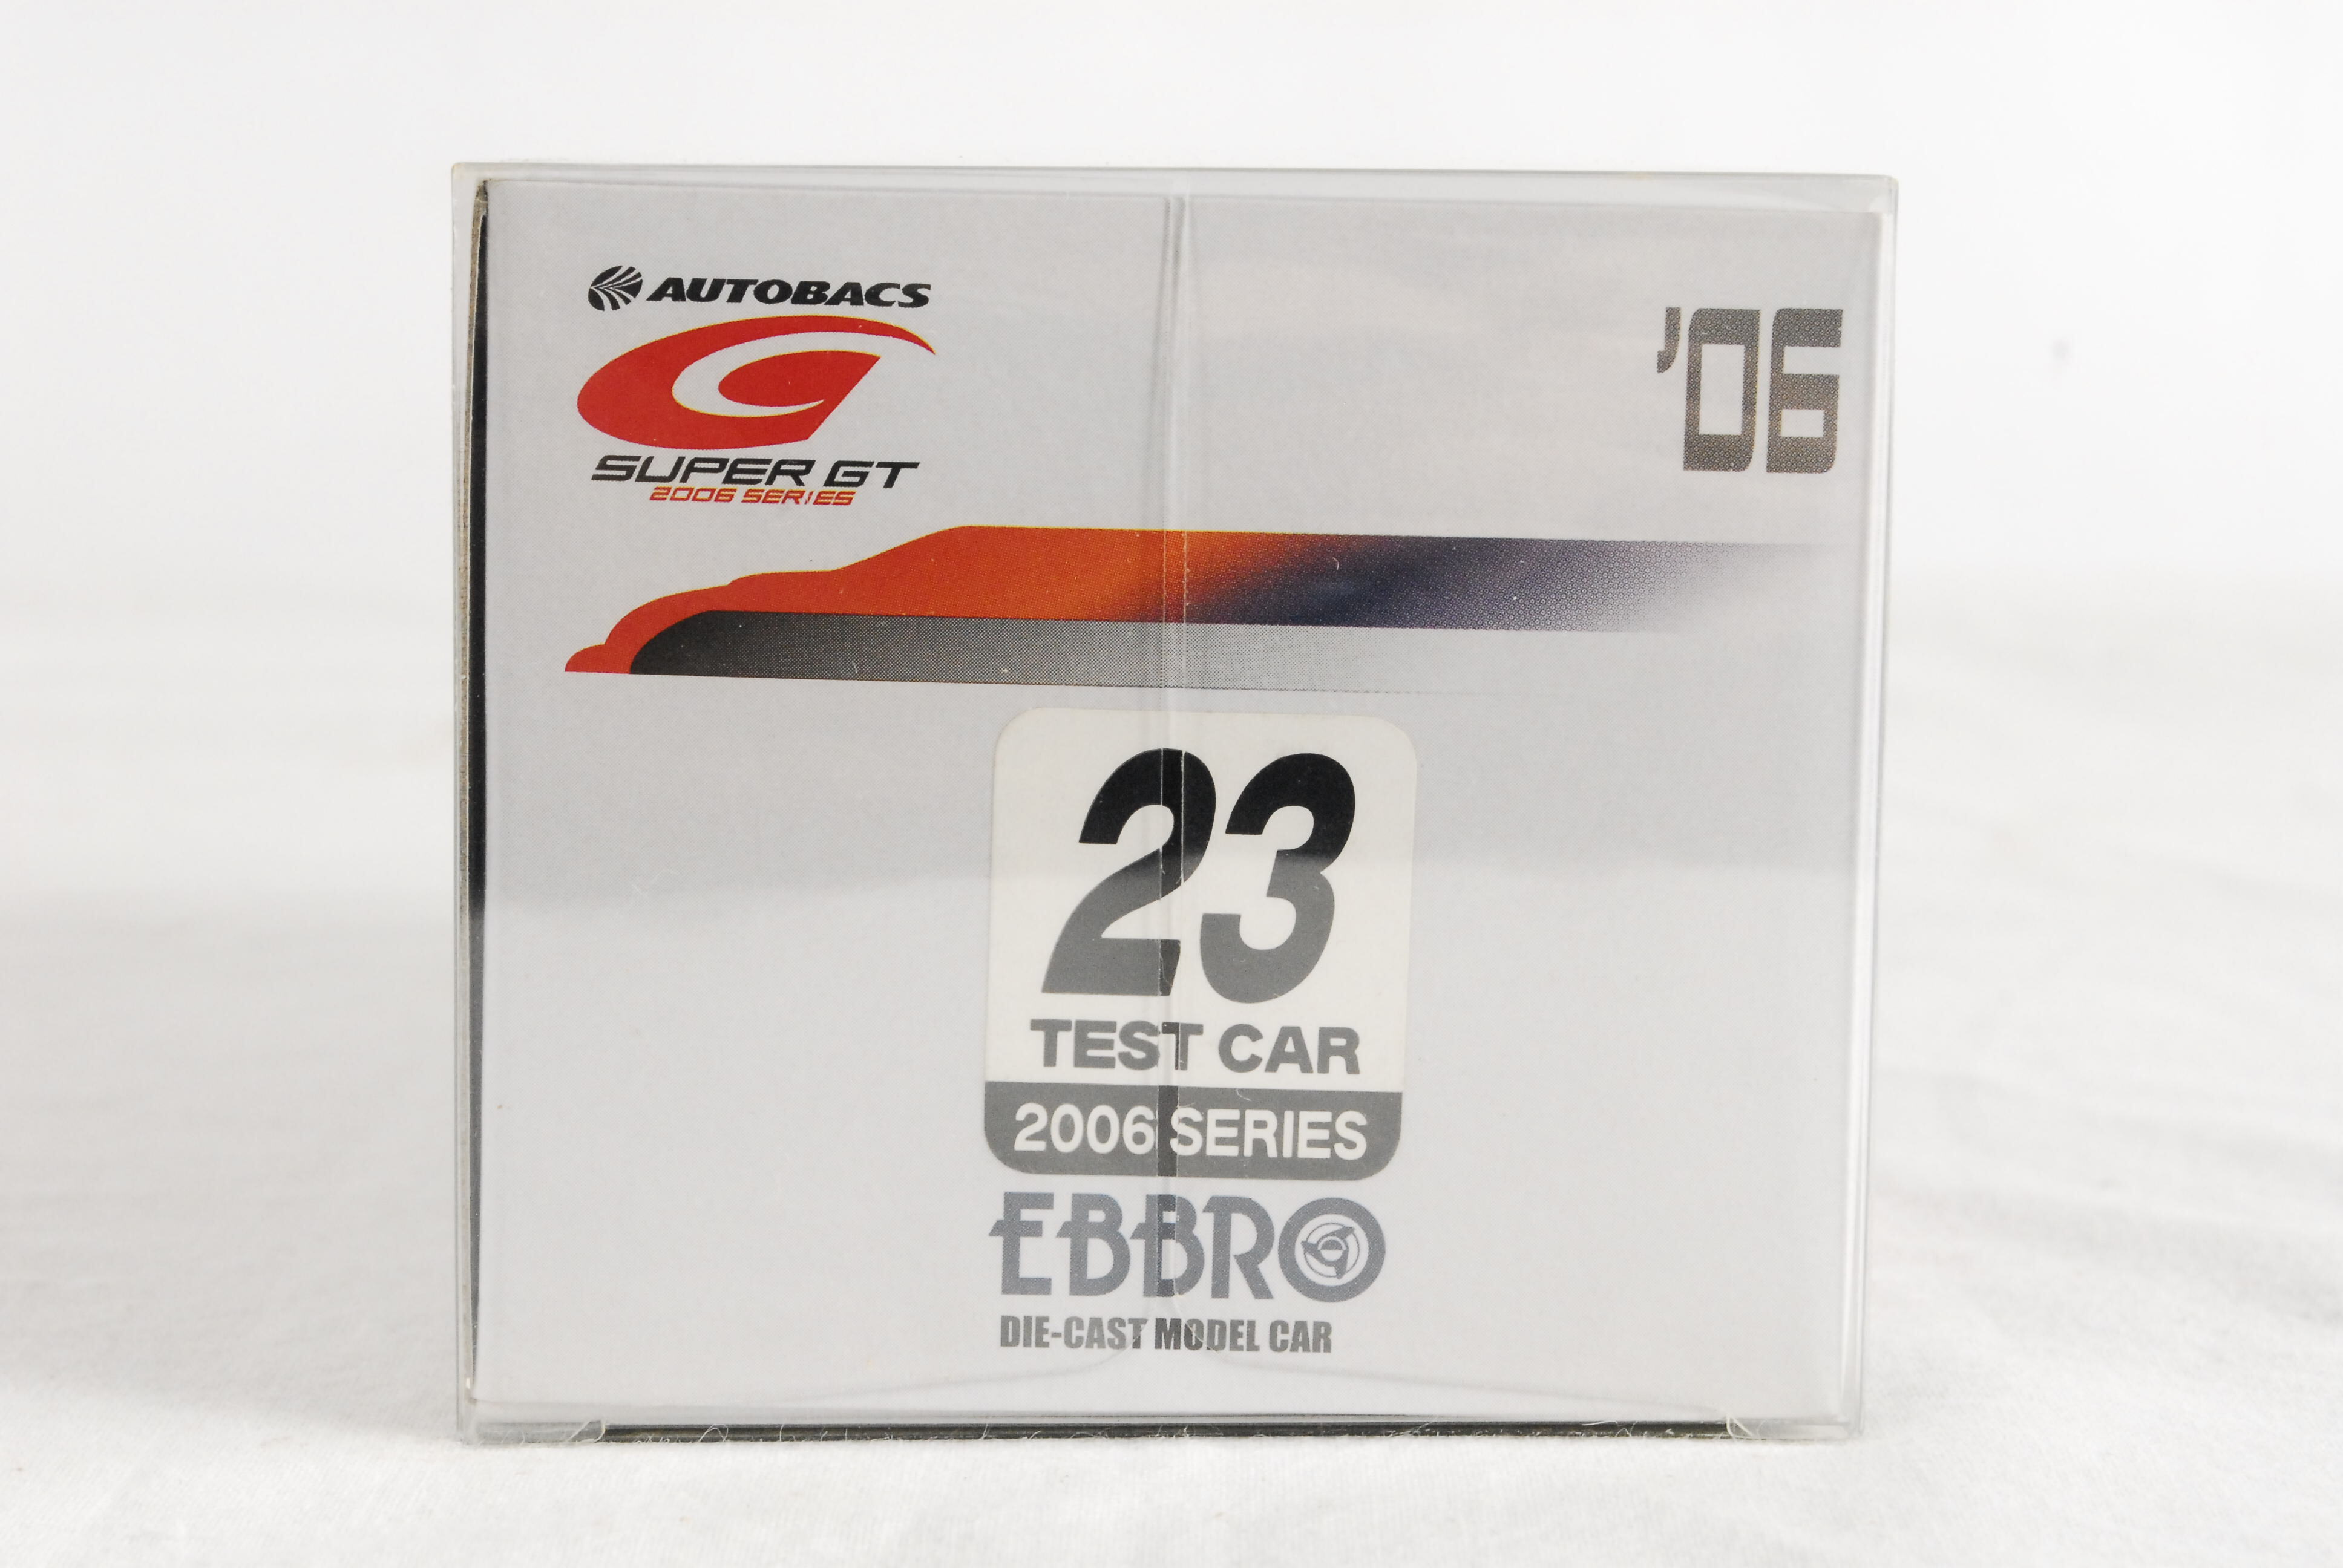 AUTOBACS
SUPER GT
2006 SERIES
'06
23
TEST CAR
2006 SERIES
EBBRO
DIE-CAST MODEL CAR